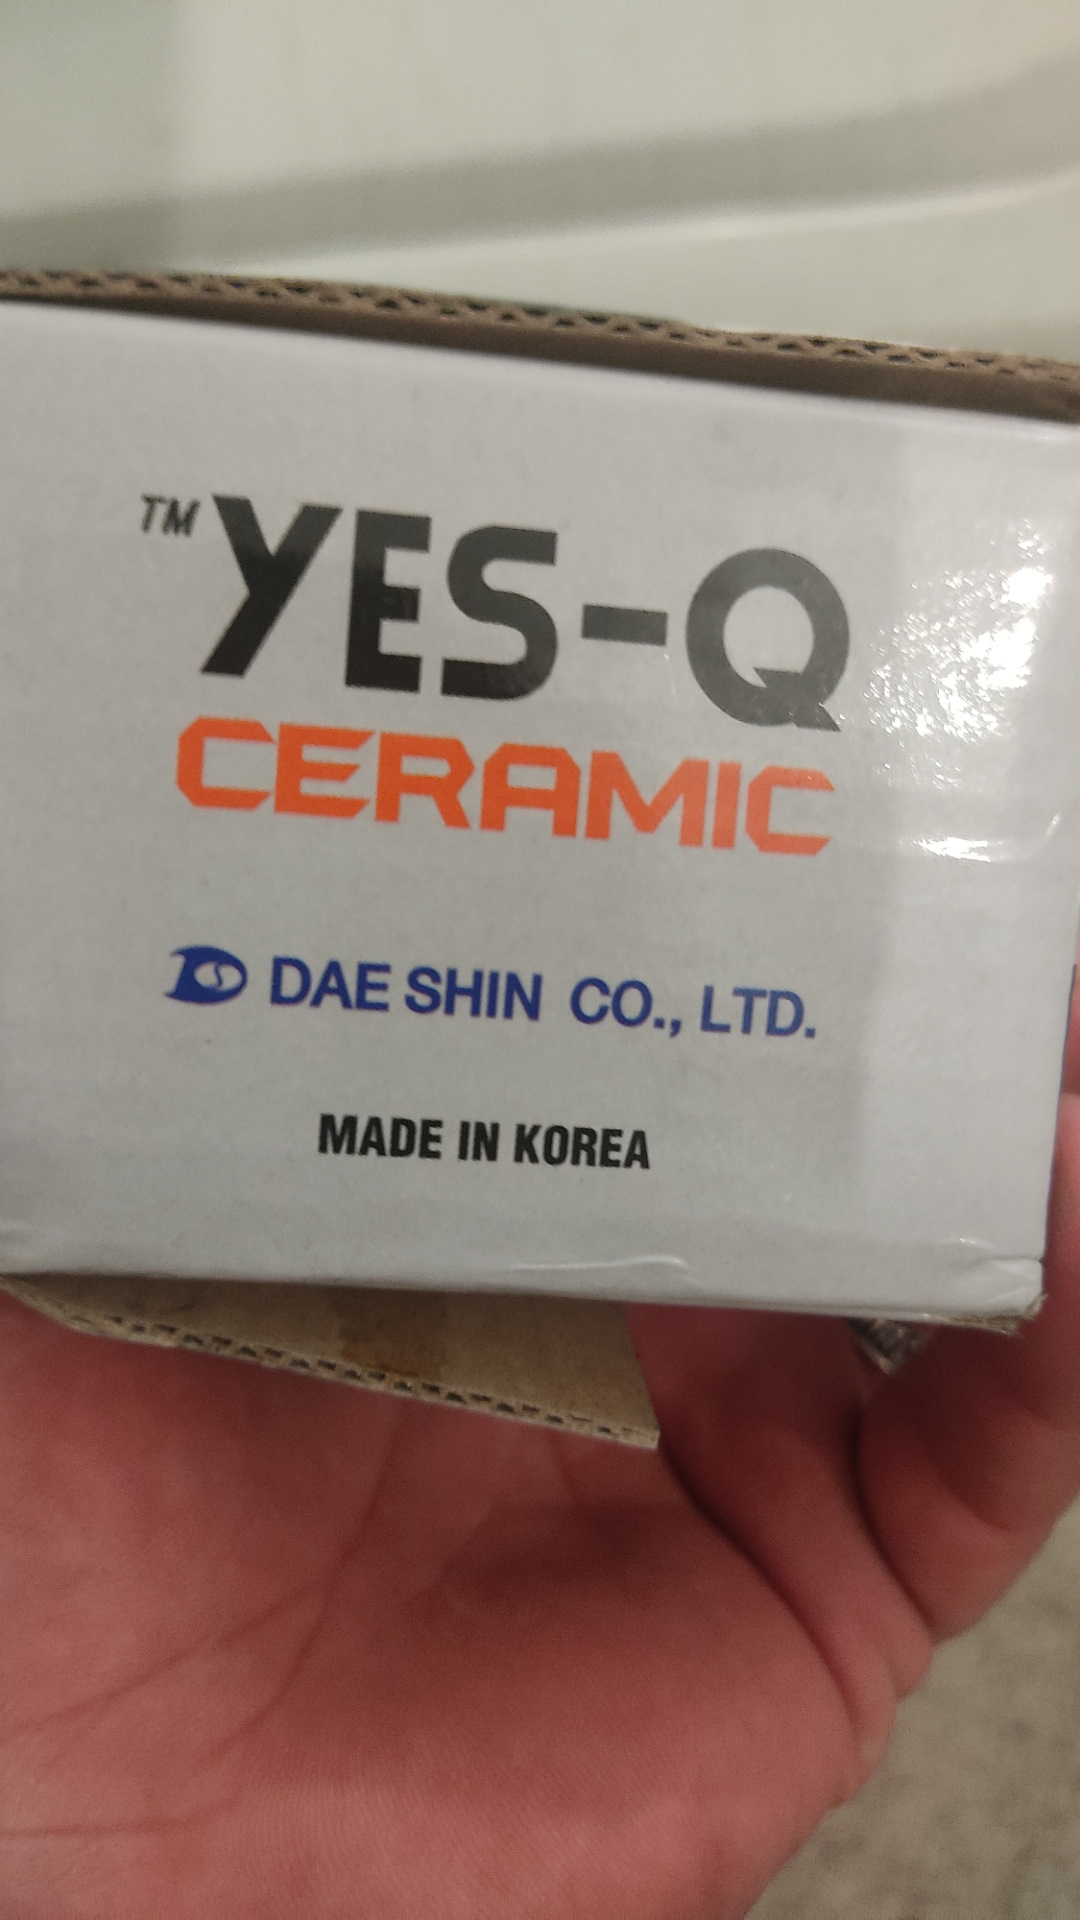 TM YES-Q
CERAMIC
DAE SHIN CO., LTD.
MADE IN KOREA